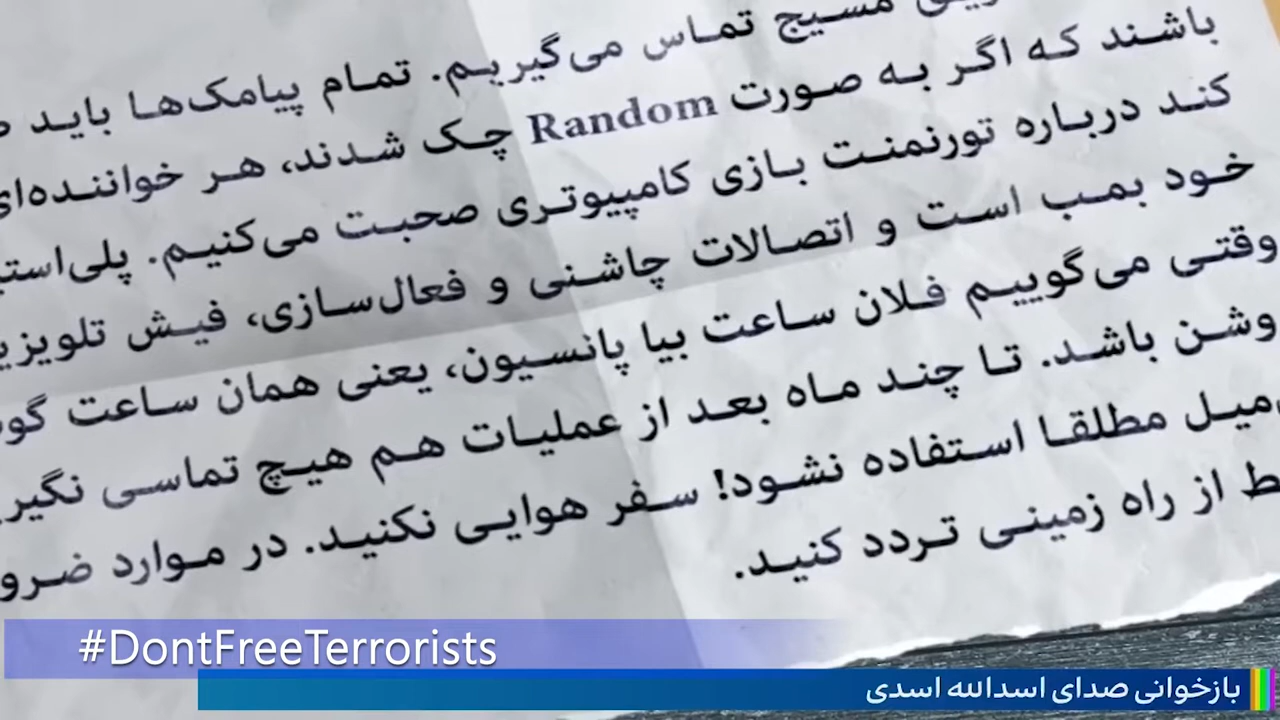 مسیج تماس می‌گیریم. تمام پیامک‌ها باید
باشند که اگر به صورت Random چک شدند، هر خواننده‌ای
کند درباره تورنمنت بازی کامپیوتری صحبت می‌کنیم. پلی‌استی
خود بمب است و اتصالات چاشنی و فعال‌سازی، فیش تلویزی
وقتی می‌گوییم فلان ساعت بیا پانسیون، یعنی همان ساعت گو
وشن باشد. تا چند ماه بعد از عملیات هم هیچ تماسی نگیر
میل مطلقا استفاده نشود! سفر هوایی نکنید. در موارد ضرو
ط از راه زمینی تردد کنید.
#DontFreeTerrorists
بازخوانی صدای اسدالله اسدی